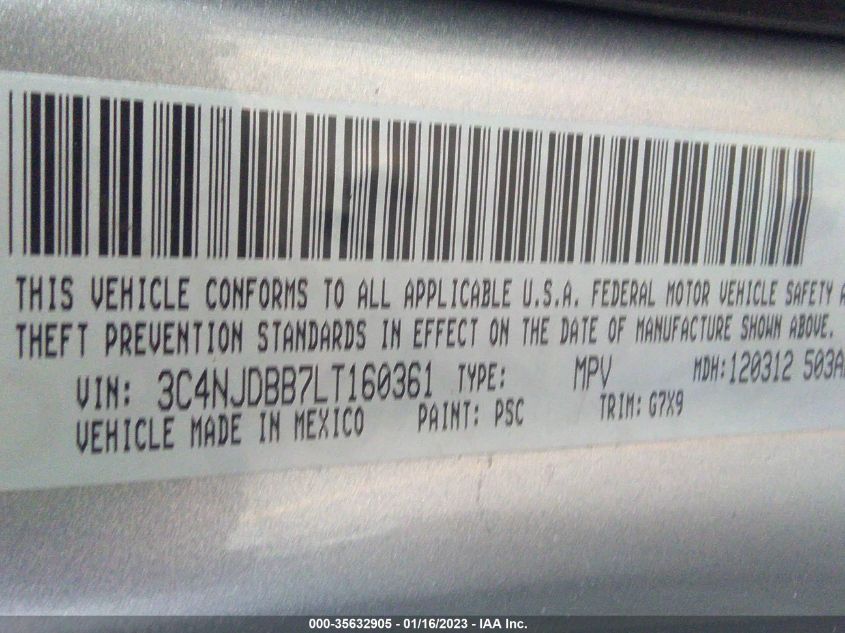 THIS VEHICLE CONFORMS TO ALL APPLICABLE U.S.A. FEDERAL MOTOR VEHICLE SAFETY A
THEFT PREVENTION STANDARDS IN EFFECT ON THE DATE OF MANUFACTURE SHOWN ABOVE.
VIN: 3C4NJDBB7LT160361 TYPE: MPV MDH: 120312 503A
VEHICLE MADE IN MEXICO PAINT: PSC TRIM: G7X9
000-35632905 - 01/16/2023 - IAA Inc.